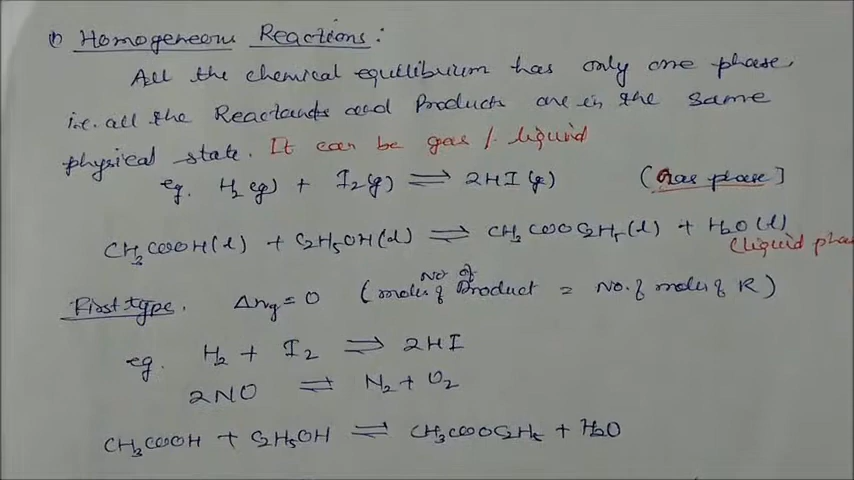 1) Homogeneous Reactions :
All the chemical equilibrium has only one phase,
i.e. all the Reactants and Products are in the same
physical state. It can be gas / liquid
eg. H₂(g) + I₂(g) ⇌ 2HI(g) (Gas phase)
CH₃COOH(l) + C₂H₅OH(l) ⇌ CH₃COOC₂H₅(l) + H₂O(l)
(liquid phas
First type. Δng = 0 (No of moles of Product = No. of moles of R)
eg. H₂ + I₂ ⇌ 2HI
2NO ⇌ N₂ + O₂
CH₃COOH + C₂H₅OH ⇌ CH₃COOC₂H₅ + H₂O